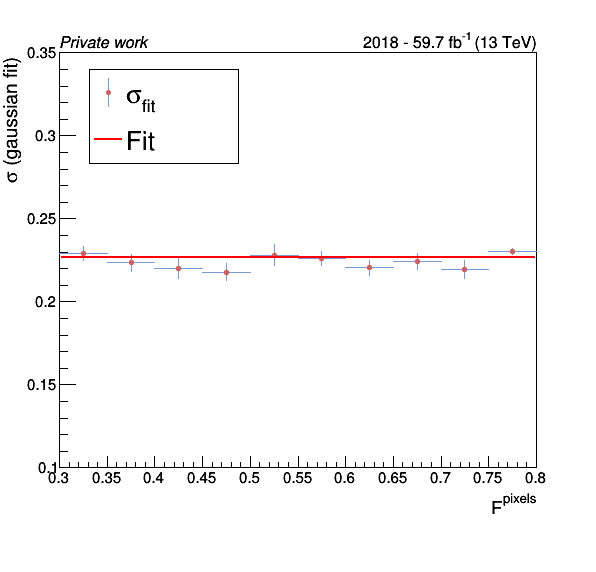 Private work
2018 - 59.7 fb⁻¹ (13 TeV)
σ (gaussian fit)
0.35
0.3
0.25
0.2
0.15
0.1
σfit
Fit
0.3 0.35 0.4 0.45 0.5 0.55 0.6 0.65 0.7 0.75 0.8
F^pixels